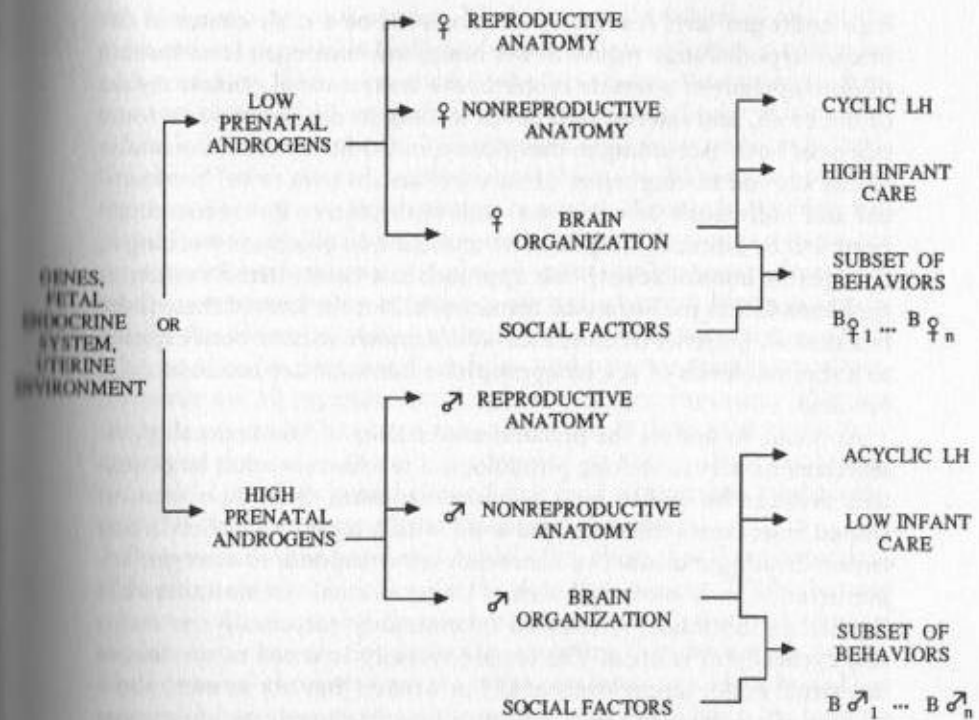 ♀ REPRODUCTIVE
ANATOMY
LOW
PRENATAL
ANDROGENS
♀ NONREPRODUCTIVE
ANATOMY
CYCLIC LH
HIGH INFANT
CARE
♀ BRAIN
ORGANIZATION
SUBSET OF
BEHAVIORS
B♀1 ... B♀n
SOCIAL FACTORS
GENES,
FETAL
ENDOCRINE
SYSTEM,
UTERINE
ENVIRONMENT
OR
♂ REPRODUCTIVE
ANATOMY
HIGH
PRENATAL
ANDROGENS
♂ NONREPRODUCTIVE
ANATOMY
ACYCLIC LH
LOW INFANT
CARE
♂ BRAIN
ORGANIZATION
SUBSET OF
BEHAVIORS
SOCIAL FACTORS
B♂1 ... B♂n